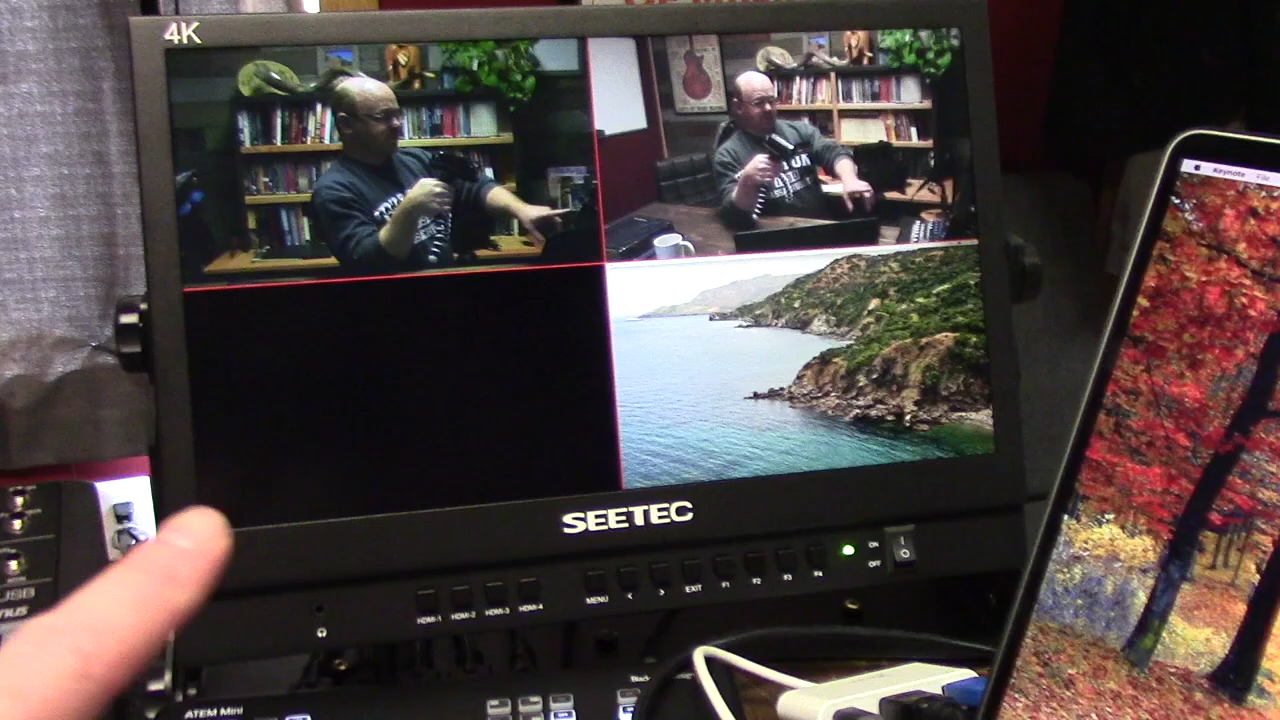 4K
Keynote File
SEETEC
HDMI-1 HDMI-2 HDMI-3 HDMI-4
MENU < > EXIT F1 F2 F3 F4
ON
OFF
USB
ATEM Mini
Black